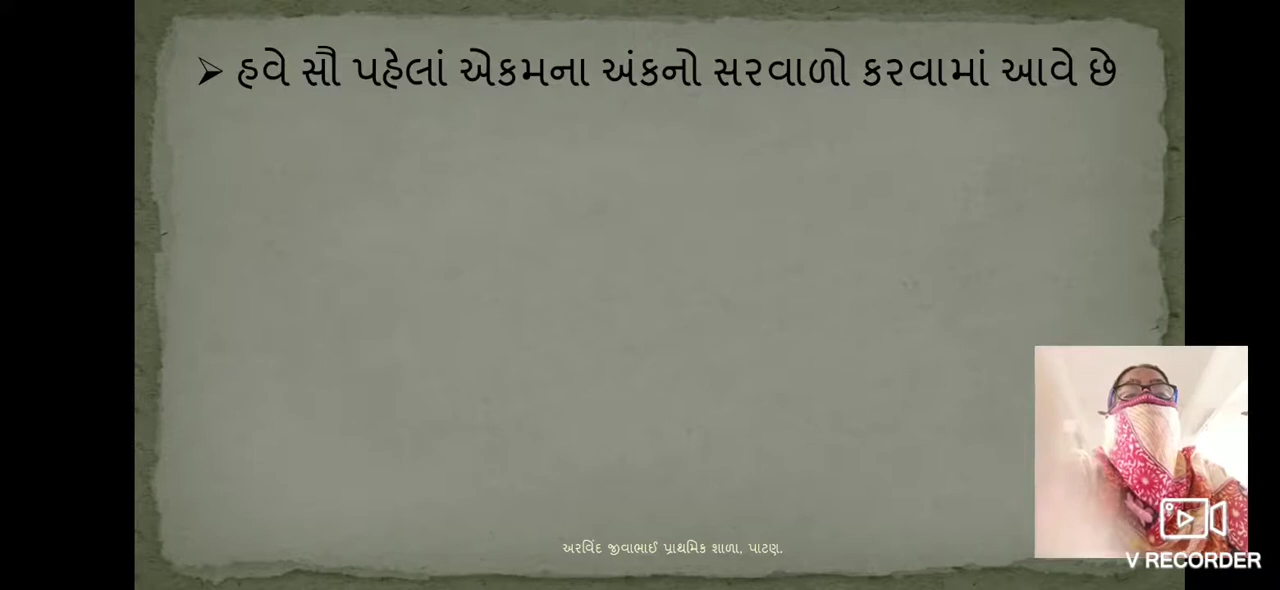 ➢ હવે સૌ પહેલાં એકમના અંકનો સરવાળો કરવામાં આવે છે
અરવિંદ જીવાભાઈ પ્રાથમિક શાળા, પાટણ.
V RECORDER